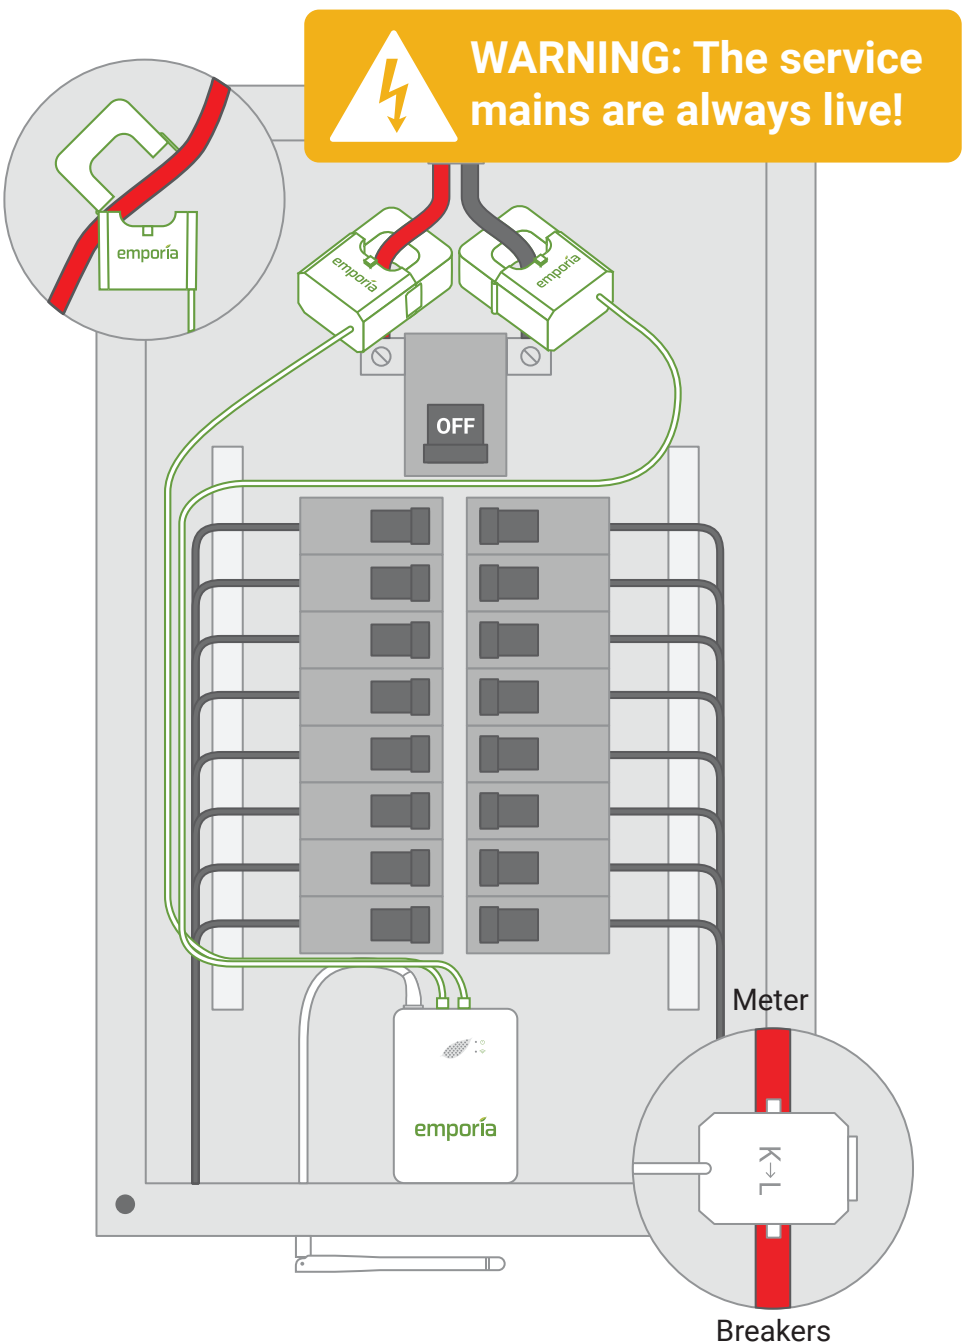 WARNING: The service
mains are always live!
emporia
emporia
emporia
OFF
emporia
Meter
K→L
Breakers